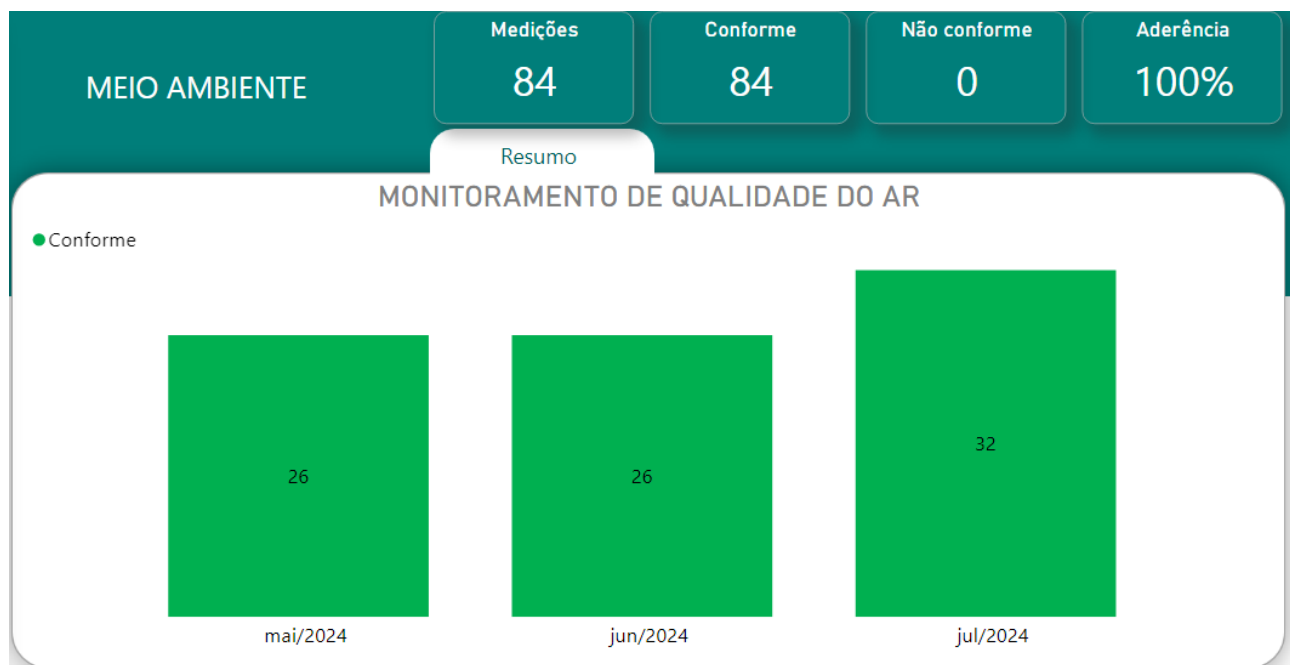 MEIO AMBIENTE
Medições
84
Conforme
84
Não conforme
0
Aderência
100%
Resumo
MONITORAMENTO DE QUALIDADE DO AR
Conforme
26
26
32
mai/2024
jun/2024
jul/2024